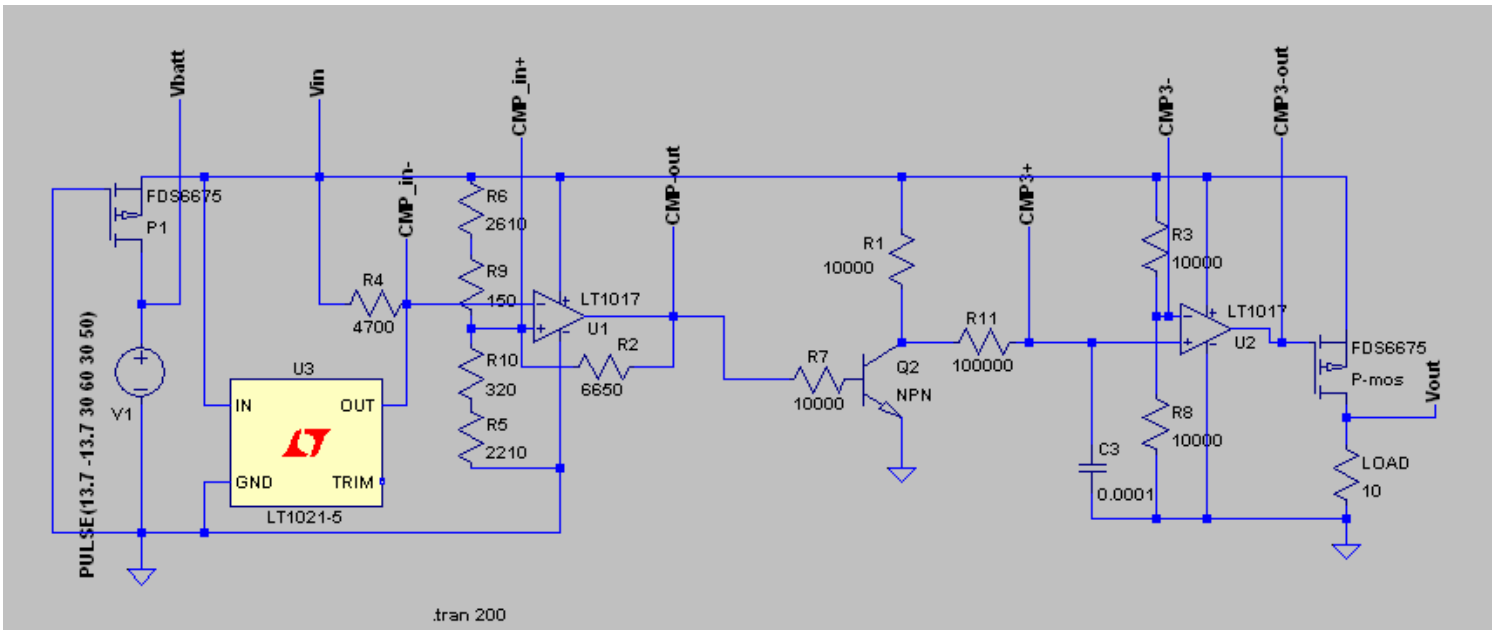 Vbatt
Vin
CMP_in-
CMP_in+
CMP-out
CMP3+
CMP3-
CMP3-out
FDS6675
P1
PULSE(13.7 -13.7 30 60 30 50)
V1
R4
4700
R6
2610
R9
150
R10
320
R5
2210
LT1017
U1
R2
6650
U3
IN
OUT
GND
TRIM
LT1021-5
R7
10000
R1
10000
Q2
NPN
R11
100000
C3
0.0001
R3
10000
R8
10000
LT1017
U2
FDS6675
P-mos
Vout
LOAD
10
.tran 200